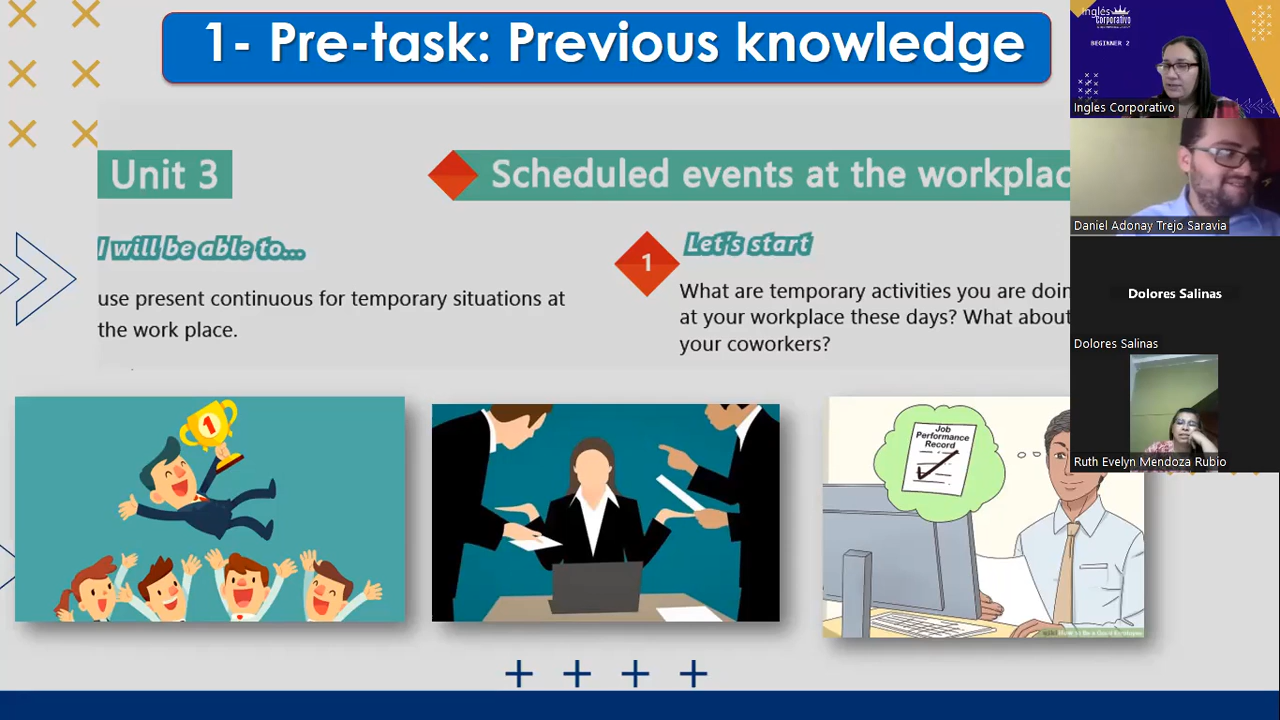 1- Pre-task: Previous knowledge
Unit 3
Scheduled events at the workplac
I will be able to...
use present continuous for temporary situations at
the work place.
1
Let's start
What are temporary activities you are doin
at your workplace these days? What about
your coworkers?
1
Job
Performance
Record
Inglés
Corporativo
BEGINNER 2
Ingles Corporativo
Daniel Adonay Trejo Saravia
Dolores Salinas
Dolores Salinas
Ruth Evelyn Mendoza Rubio